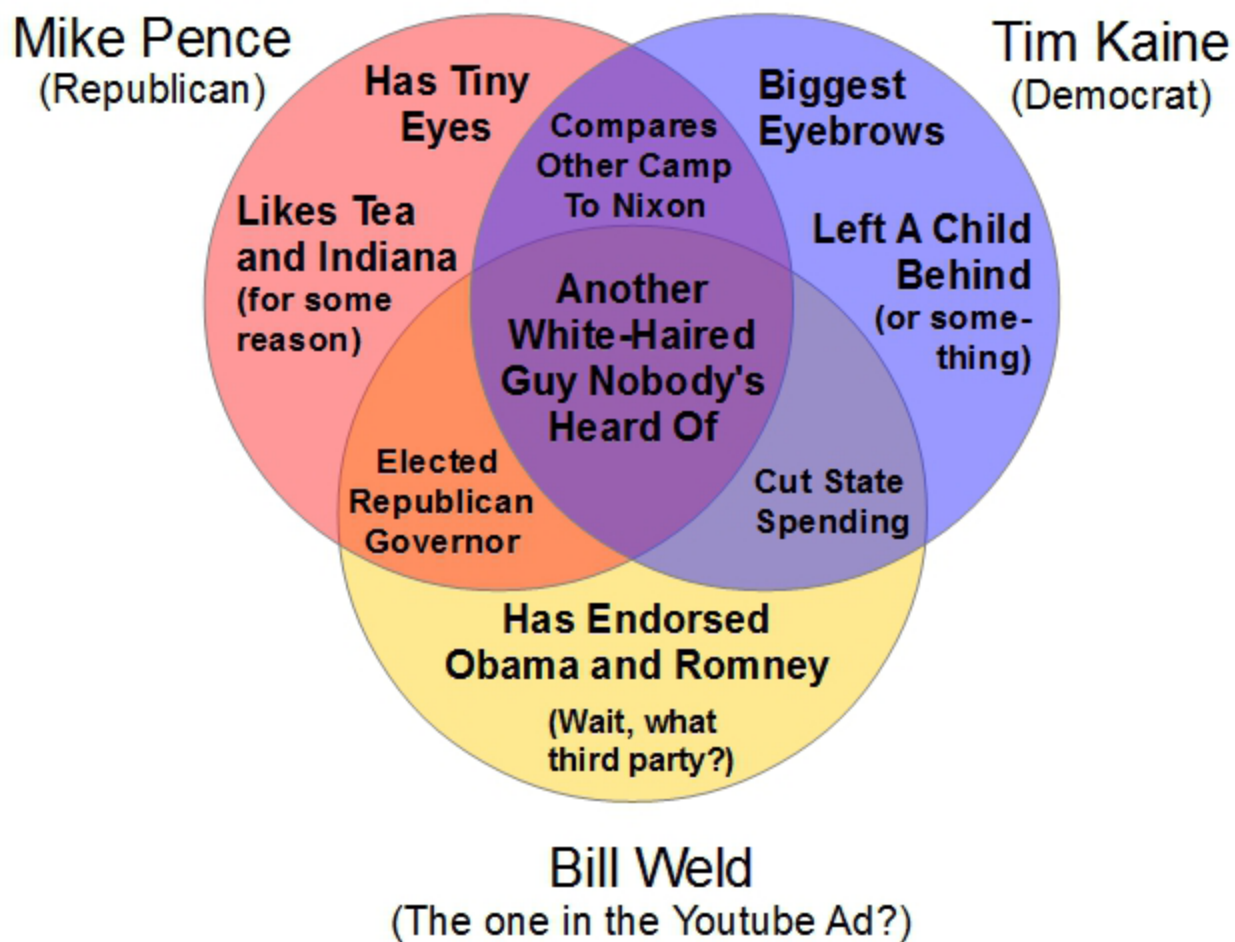 Mike Pence
(Republican)
Tim Kaine
(Democrat)
Has Tiny
Eyes
Compares
Other Camp
To Nixon
Biggest
Eyebrows
Likes Tea
and Indiana
(for some
reason)
Left A Child
Behind
(or some-
thing)
Another
White-Haired
Guy Nobody's
Heard Of
Elected
Republican
Governor
Cut State
Spending
Has Endorsed
Obama and Romney
(Wait, what
third party?)
Bill Weld
(The one in the Youtube Ad?)